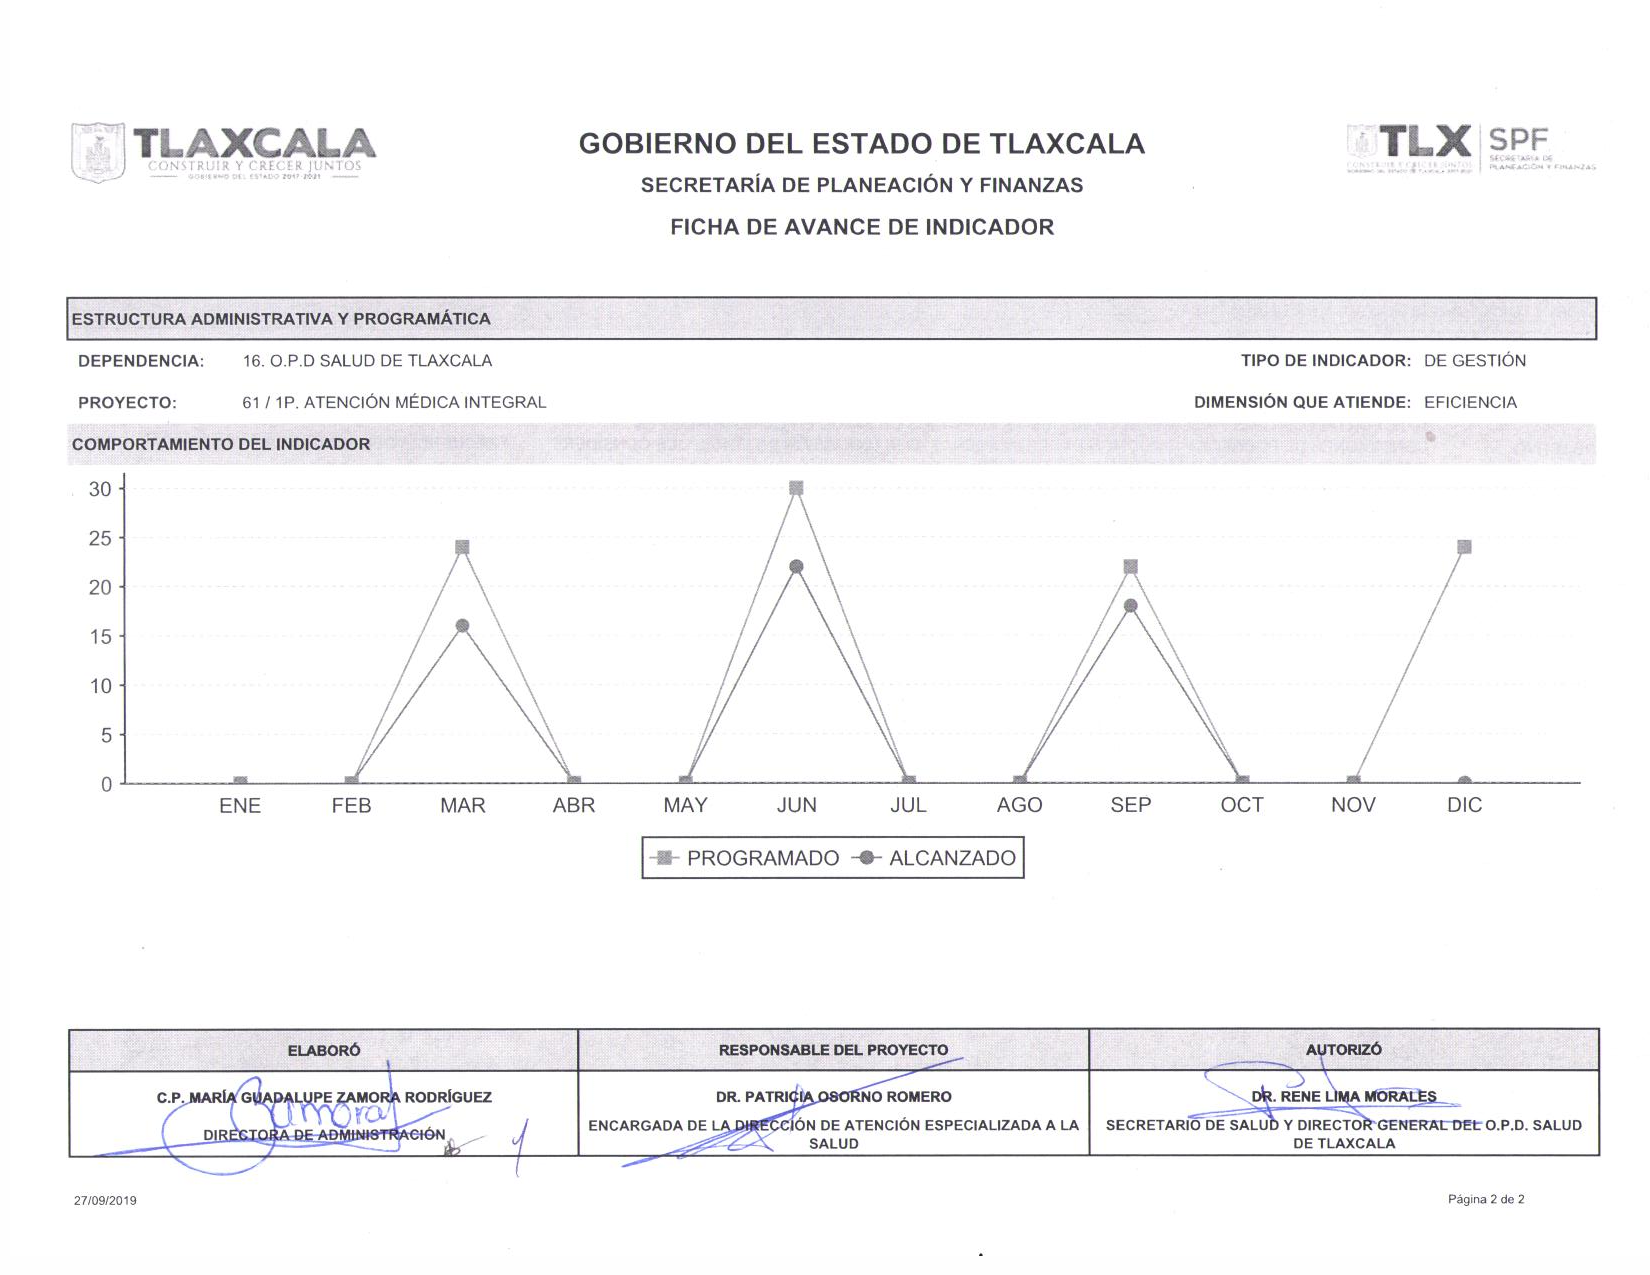 TLAXCALA
CONSTRUIR Y CRECER JUNTOS
GOBIERNO DEL ESTADO 2017-2021
GOBIERNO DEL ESTADO DE TLAXCALA
SECRETARÍA DE PLANEACIÓN Y FINANZAS
FICHA DE AVANCE DE INDICADOR
TLX SPF
CONSTRUIR Y CRECER JUNTOS
SECRETARÍA DE
PLANEACIÓN Y FINANZAS
ESTRUCTURA ADMINISTRATIVA Y PROGRAMÁTICA
DEPENDENCIA: 16. O.P.D SALUD DE TLAXCALA TIPO DE INDICADOR: DE GESTIÓN
PROYECTO: 61 / 1P. ATENCIÓN MÉDICA INTEGRAL DIMENSIÓN QUE ATIENDE: EFICIENCIA
COMPORTAMIENTO DEL INDICADOR
30
25
20
15
10
5
0
ENE FEB MAR ABR MAY JUN JUL AGO SEP OCT NOV DIC
PROGRAMADO ALCANZADO
ELABORÓ RESPONSABLE DEL PROYECTO AUTORIZÓ
C.P. MARÍA GUADALUPE ZAMORA RODRÍGUEZ DR. PATRICIA OSORNO ROMERO DR. RENE LIMA MORALES
DIRECTORA DE ADMINISTRACIÓN ENCARGADA DE LA DIRECCIÓN DE ATENCIÓN ESPECIALIZADA A LA SALUD SECRETARIO DE SALUD Y DIRECTOR GENERAL DEL O.P.D. SALUD DE TLAXCALA
27/09/2019 Página 2 de 2